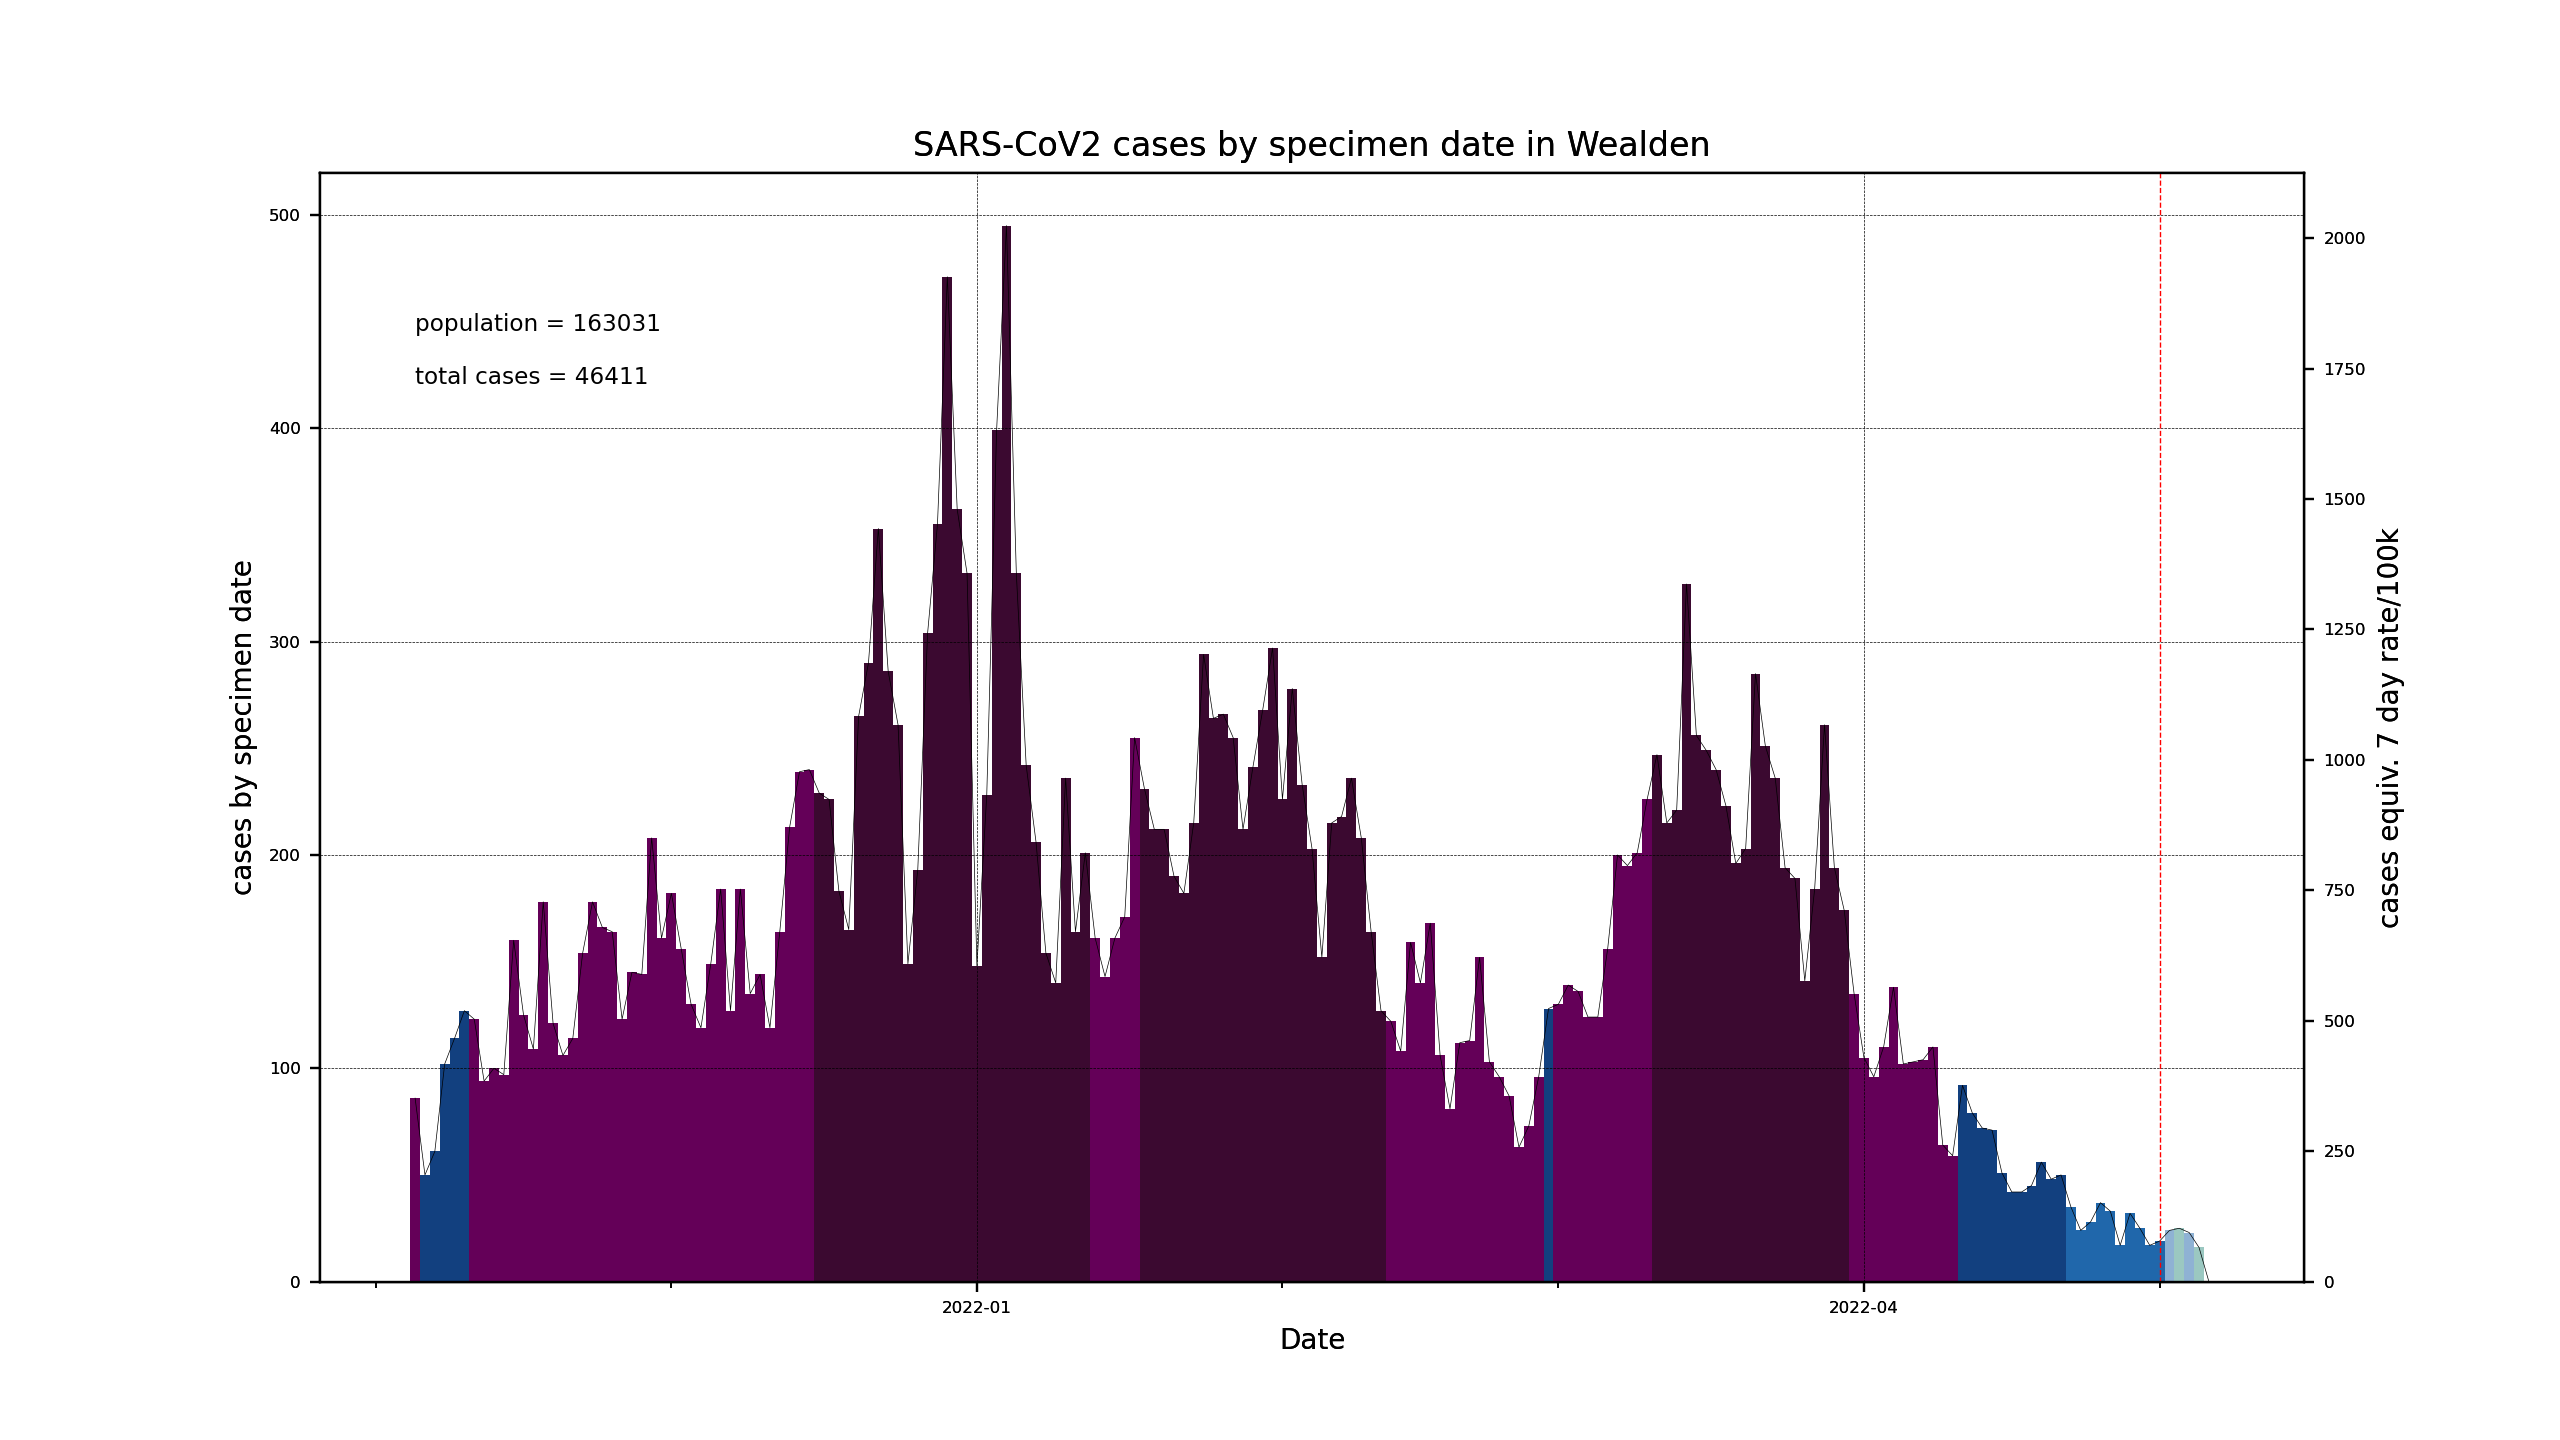 SARS-CoV2 cases by specimen date in Wealden
population = 163031
total cases = 46411
cases by specimen date
500
400
300
200
100
0
2000
1750
1500
1250
1000
750
500
250
0
cases equiv. 7 day rate/100k
2022-01
2022-04
Date